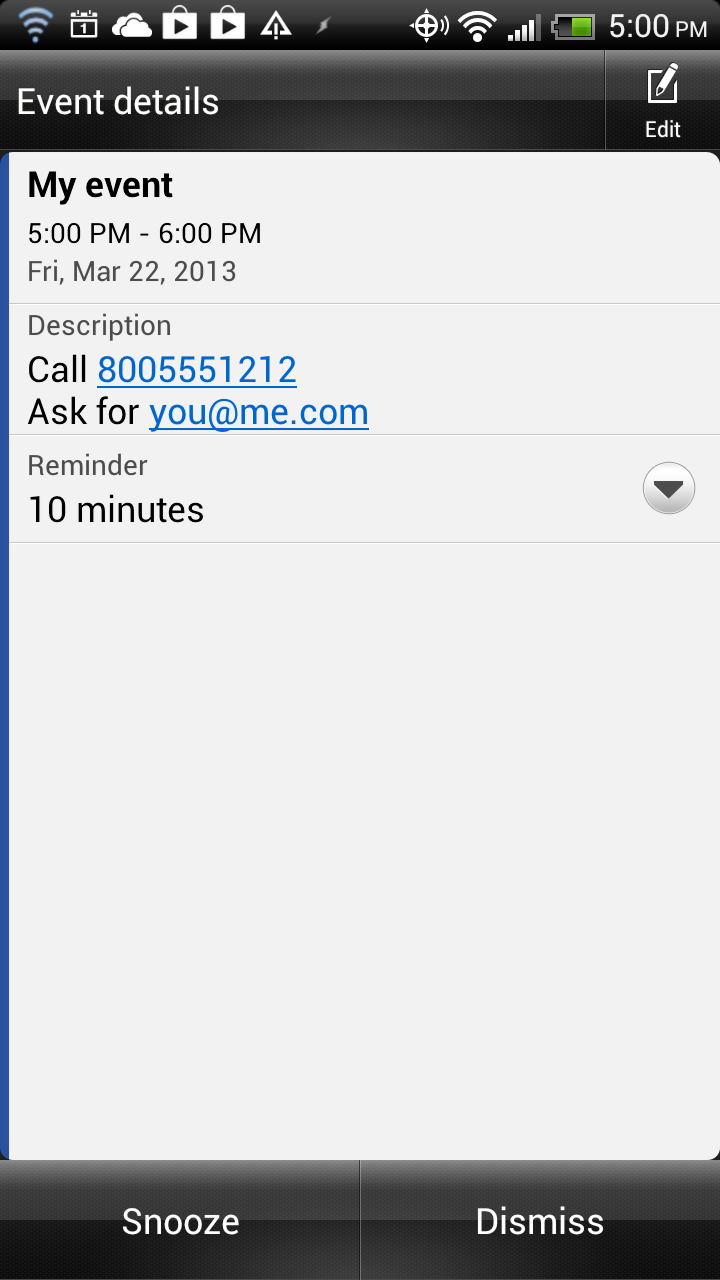 1
5:00 PM
Event details
Edit
My event
5:00 PM - 6:00 PM
Fri, Mar 22, 2013
Description
Call 8005551212
Ask for you@me.com
Reminder
10 minutes
Snooze
Dismiss